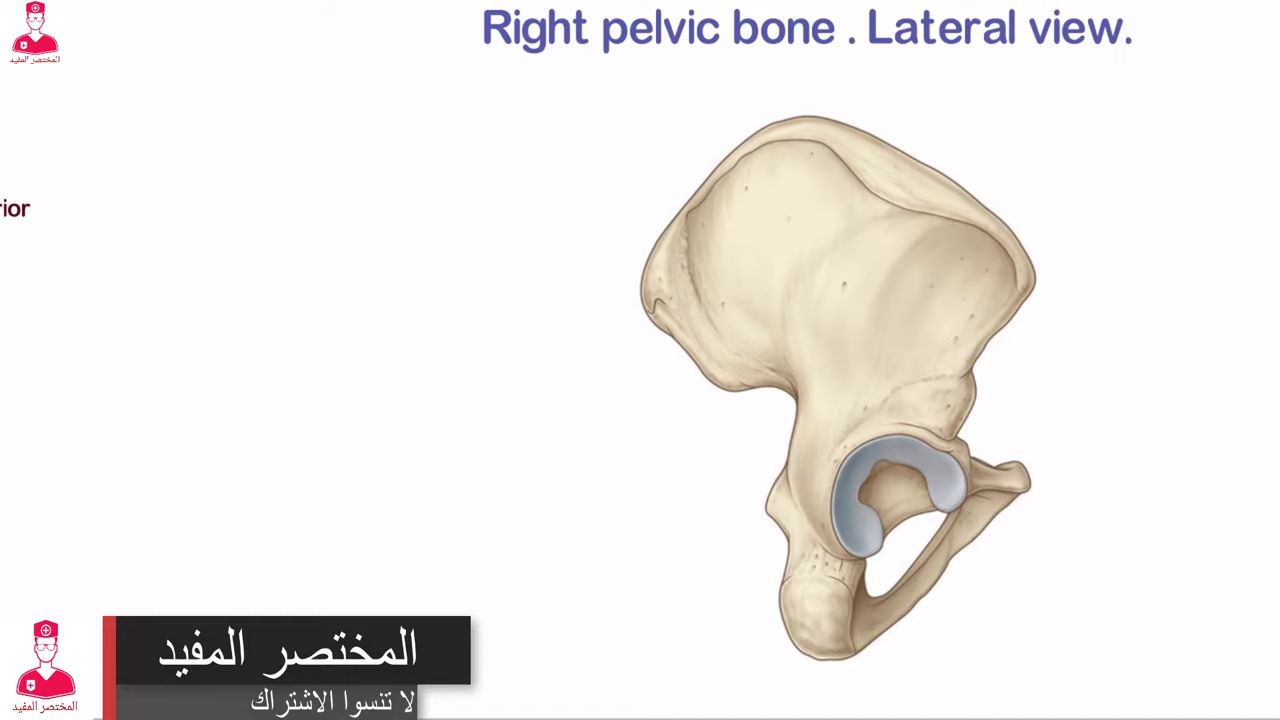 المختصر المفيد
Right pelvic bone . Lateral view.
rior
المختصر المفيد
المختصر المفيد
لا تنسوا الاشتراك